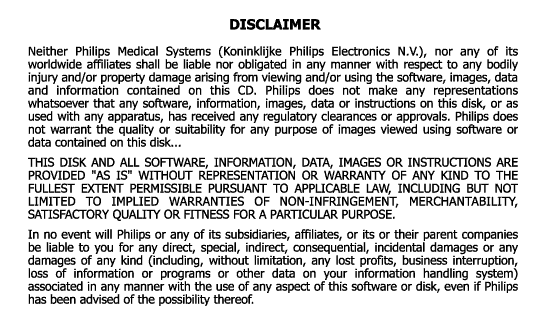 DISCLAIMER
Neither Philips Medical Systems (Koninklijke Philips Electronics N.V.), nor any of its
worldwide affiliates shall be liable nor obligated in any manner with respect to any bodily
injury and/or property damage arising from viewing and/or using the software, images, data
and information contained on this CD. Philips does not make any representations
whatsoever that any software, information, images, data or instructions on this disk, or as
used with any apparatus, has received any regulatory clearances or approvals. Philips does
not warrant the quality or suitability for any purpose of images viewed using software or
data contained on this disk...
THIS DISK AND ALL SOFTWARE, INFORMATION, DATA, IMAGES OR INSTRUCTIONS ARE
PROVIDED "AS IS" WITHOUT REPRESENTATION OR WARRANTY OF ANY KIND TO THE
FULLEST EXTENT PERMISSIBLE PURSUANT TO APPLICABLE LAW, INCLUDING BUT NOT
LIMITED TO IMPLIED WARRANTIES OF NON-INFRINGEMENT, MERCHANTABILITY,
SATISFACTORY QUALITY OR FITNESS FOR A PARTICULAR PURPOSE.
In no event will Philips or any of its subsidiaries, affiliates, or its or their parent companies
be liable to you for any direct, special, indirect, consequential, incidental damages or any
damages of any kind (including, without limitation, any lost profits, business interruption,
loss of information or programs or other data on your information handling system)
associated in any manner with the use of any aspect of this software or disk, even if Philips
has been advised of the possibility thereof.